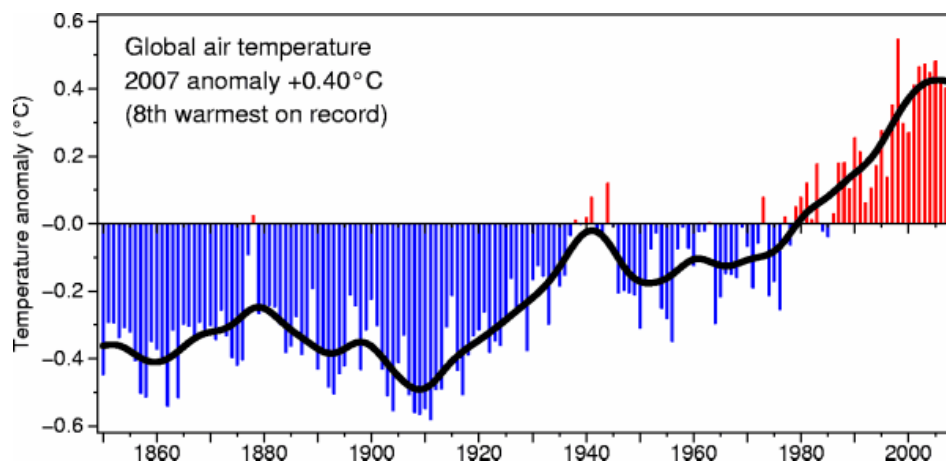 Global air temperature
2007 anomaly +0.40°C
(8th warmest on record)
Temperature anomaly (°C)
0.6
0.4
0.2
−0.0
−0.2
−0.4
−0.6
1860 1880 1900 1920 1940 1960 1980 2000